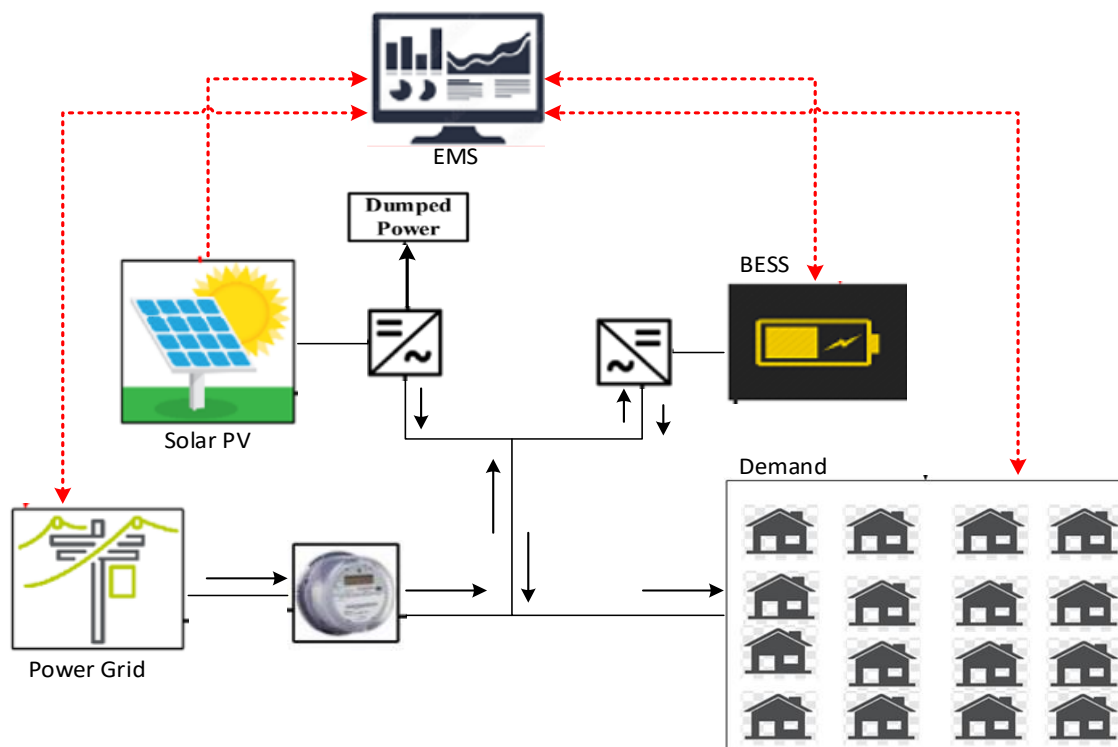 EMS
Dumped
Power
BESS
Solar PV
Demand
Power Grid